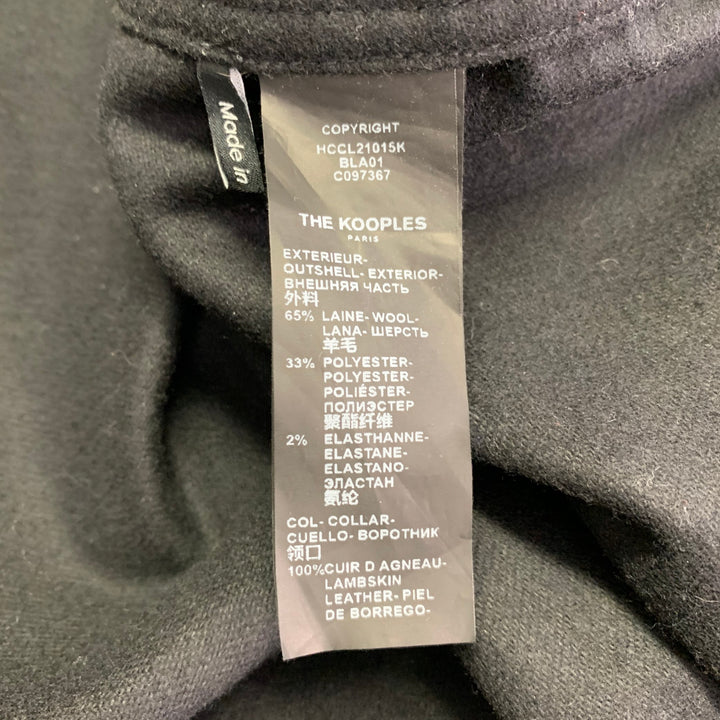 Made in
COPYRIGHT
HCCL21015K
BLA01
C097367
THE KOOPLES
PARIS
EXTERIEUR-
OUTSHELL- EXTERIOR-
ВНЕШНЯЯ ЧАСТЬ
外料
65% LAINE- WOOL-
LANA- ШЕРСТЬ
羊毛
33% POLYESTER-
POLYESTER-
POLIÉSTER-
ПОЛИЭСТЕР
聚酯纤维
2% ELASTHANNE-
ELASTANE-
ELASTANO-
ЭЛАСТАН
氨纶
COL- COLLAR-
CUELLO- ВОРОТНИК
领口
100%CUIR D AGNEAU-
LAMBSKIN
LEATHER- PIEL
DE BORREGO-